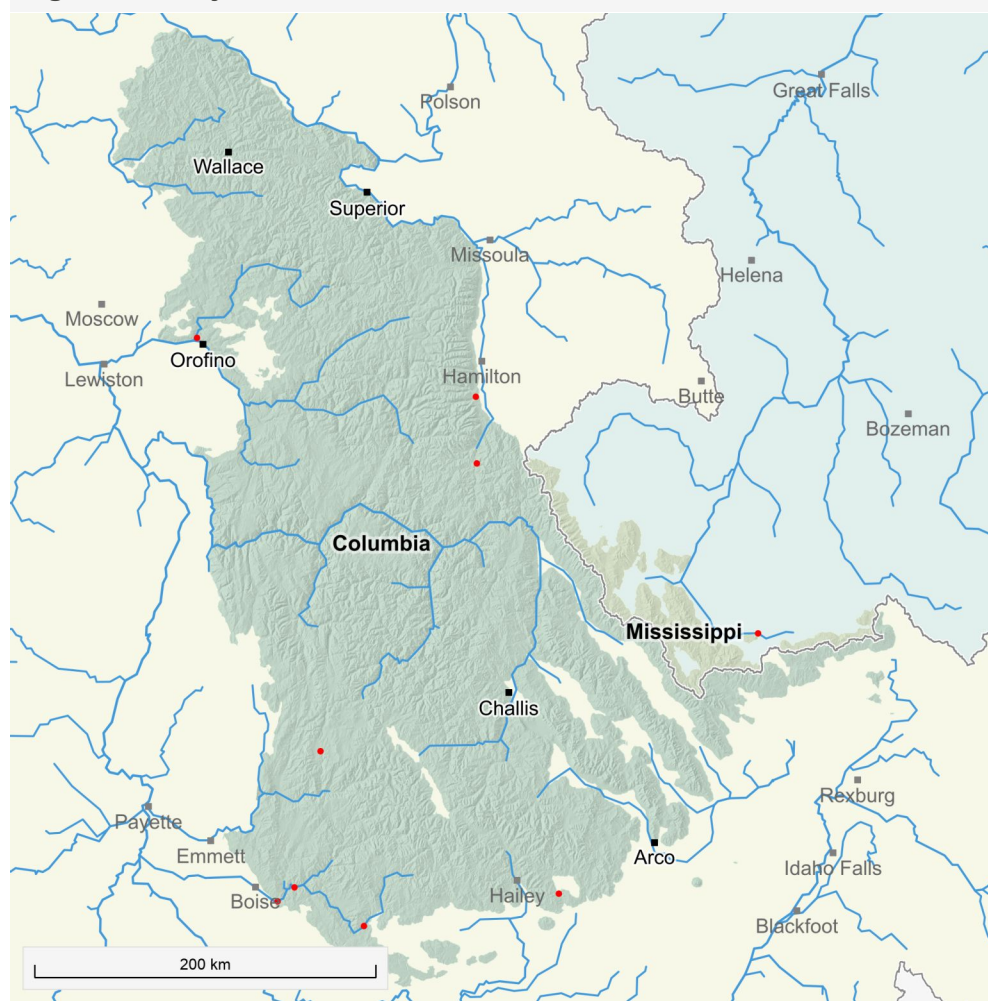 Great Falls
Polson
Wallace
Superior
Missoula
Helena
Moscow
Orofino
Lewiston
Hamilton
Butte
Bozeman
Columbia
Mississippi
Challis
Rexburg
Payette
Emmett
Arco
Idaho Falls
Boise
Hailey
Blackfoot
200 km